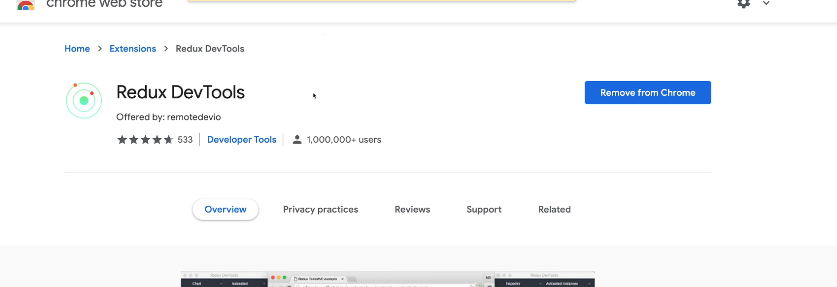 chrome web store
Home > Extensions > Redux DevTools
Redux DevTools
Remove from Chrome
Offered by: remotedevio
533 Developer Tools 1,000,000+ users
Overview Privacy practices Reviews Support Related